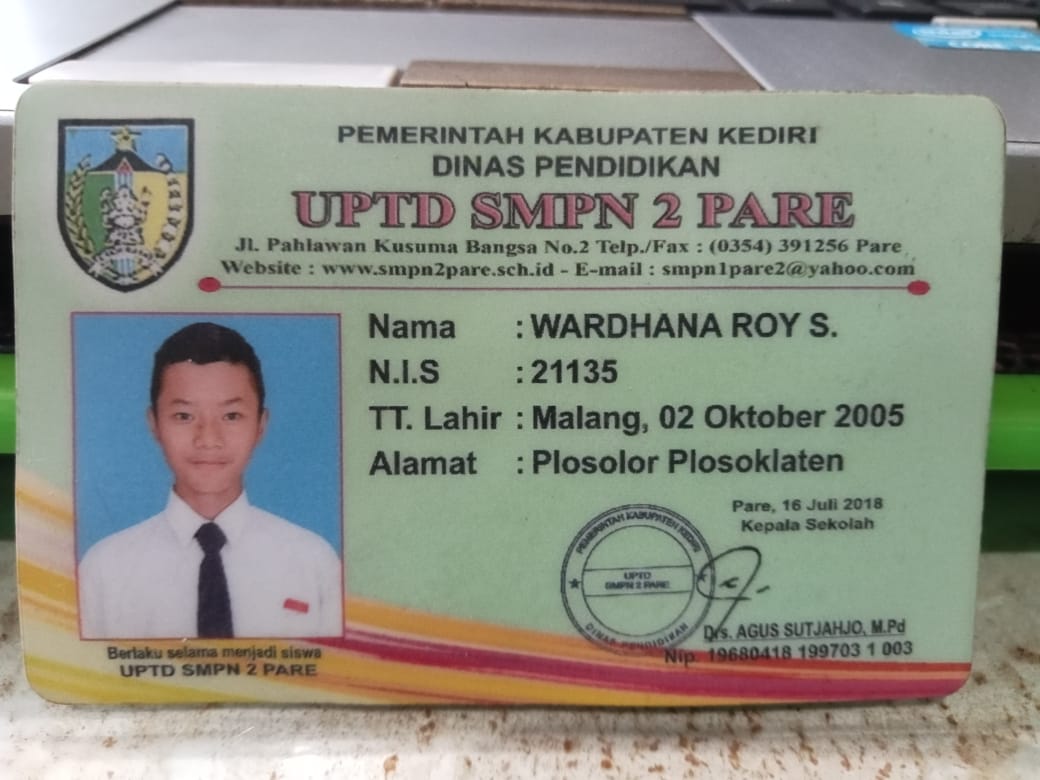 PEMERINTAH KABUPATEN KEDIRI
DINAS PENDIDIKAN
UPTD SMPN 2 PARE
Jl. Pahlawan Kusuma Bangsa No.2 Telp./Fax : (0354) 391256 Pare
Website : www.smpn2pare.sch.id - E-mail : smpn1pare2@yahoo.com
Nama : WARDHANA ROY S.
N.I.S : 21135
TT. Lahir : Malang, 02 Oktober 2005
Alamat : Plosolor Plosoklaten
Pare, 16 Juli 2018
Kepala Sekolah
PEMERINTAH KABUPATEN KEDIRI
UPTD
SMPN 2 PARE
DINAS PENDIDIKAN
Drs. AGUS SUTJAHJO, M.Pd
Nip. 19680418 199703 1 003
Berlaku selama menjadi siswa
UPTD SMPN 2 PARE